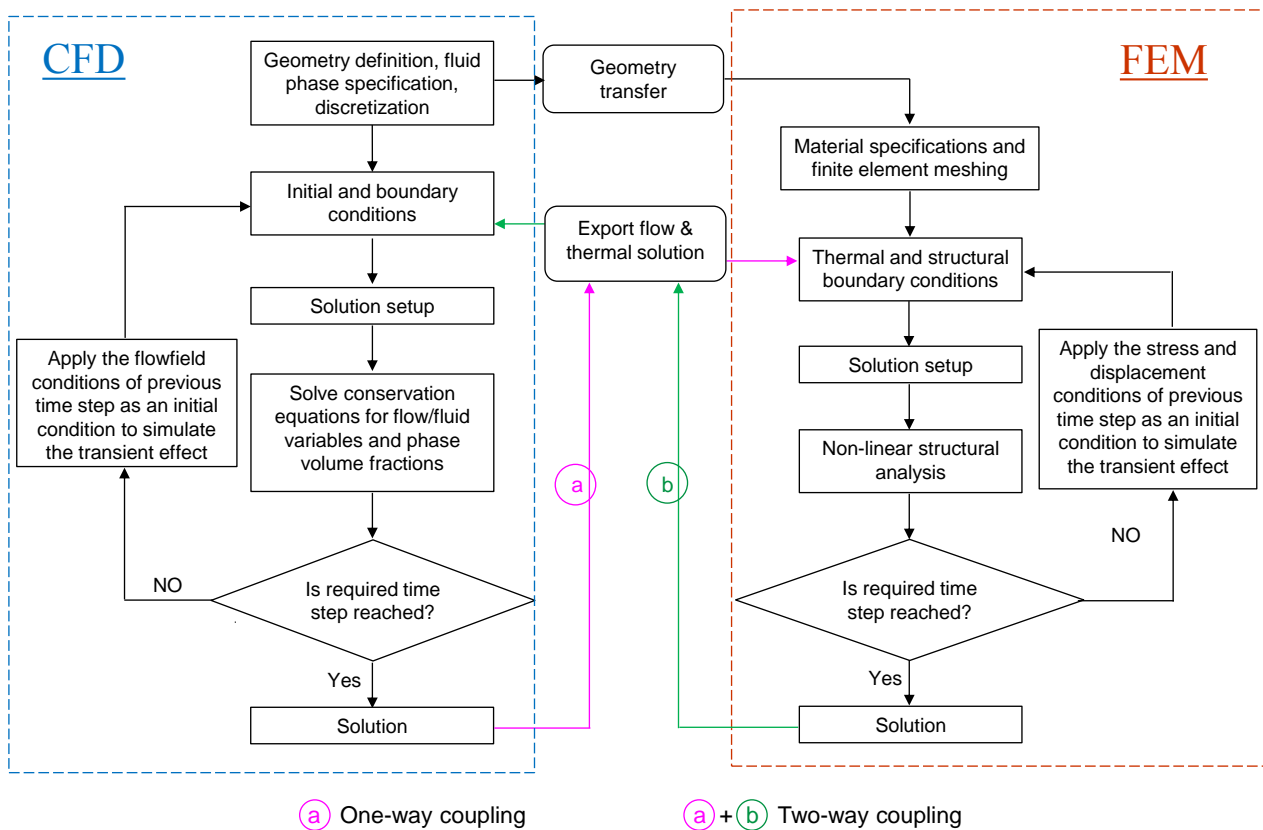 CFD
Geometry definition, fluid
phase specification,
discretization
Initial and boundary
conditions
Solution setup
Solve conservation
equations for flow/fluid
variables and phase
volume fractions
Apply the flowfield
conditions of previous
time step as an initial
condition to simulate
the transient effect
NO
Is required time
step reached?
Yes
Solution
Geometry
transfer
Export flow &
thermal solution
a
b
FEM
Material specifications and
finite element meshing
Thermal and structural
boundary conditions
Solution setup
Non-linear structural
analysis
Apply the stress and
displacement
conditions of previous
time step as an initial
condition to simulate
the transient effect
NO
Is required time
step reached?
Yes
Solution
a One-way coupling
a + b Two-way coupling